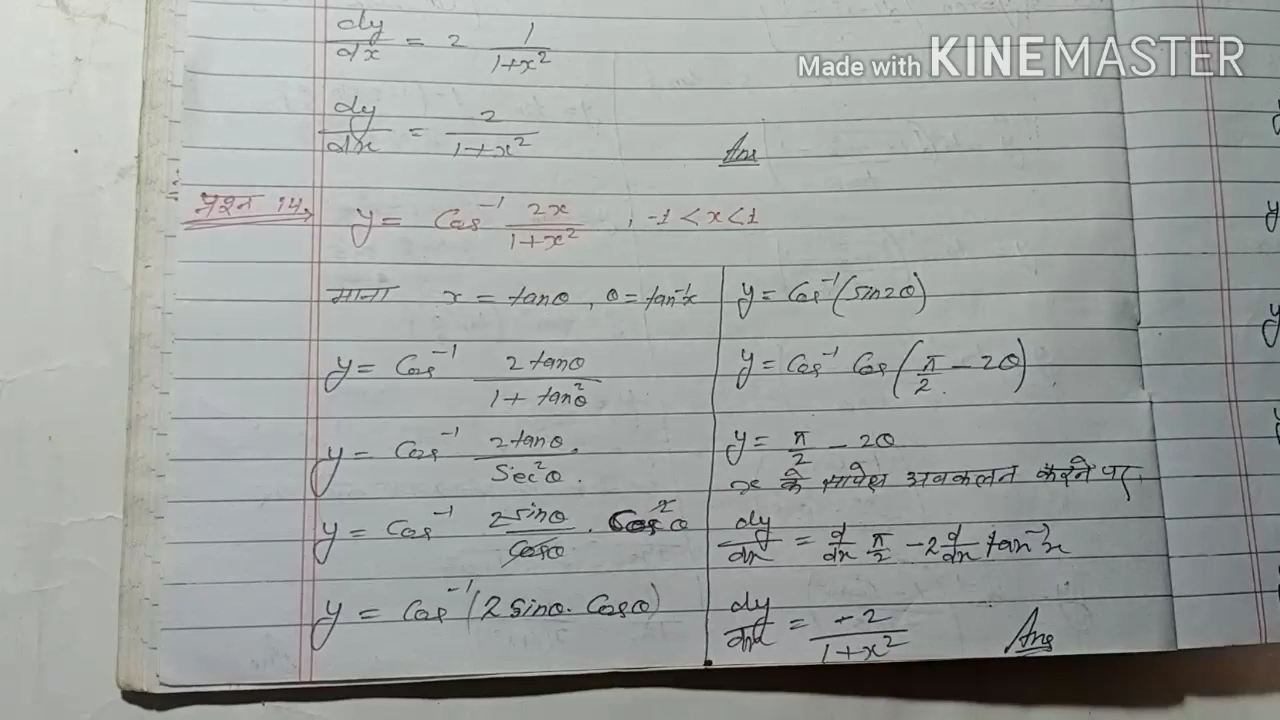 dy/dx = 2 1/1+x²
Made with KINEMASTER
dy/dx = 2/1+x²
Ans
प्रश्न 14. y = Cos⁻¹ 2x/1+x² , -1 < x < 1
माना x = tanθ , θ = tan⁻¹x
y = Cos⁻¹ 2tanθ/1+tan²θ
y = Cos⁻¹ 2tanθ/Sec²θ.
y = Cos⁻¹ 2sinθ/Cosθ . Cos²θ
y = Cos⁻¹(2sinθ. Cosθ)
y = Cos⁻¹(Sin2θ)
y = Cos⁻¹ Cos(π/2 - 2θ)
y = π/2 - 2θ
x के सापेक्ष अवकलन करने पर
dy/dx = d/dx π/2 - 2 d/dx tan⁻¹x
dy/dx = -2/1+x² Ans